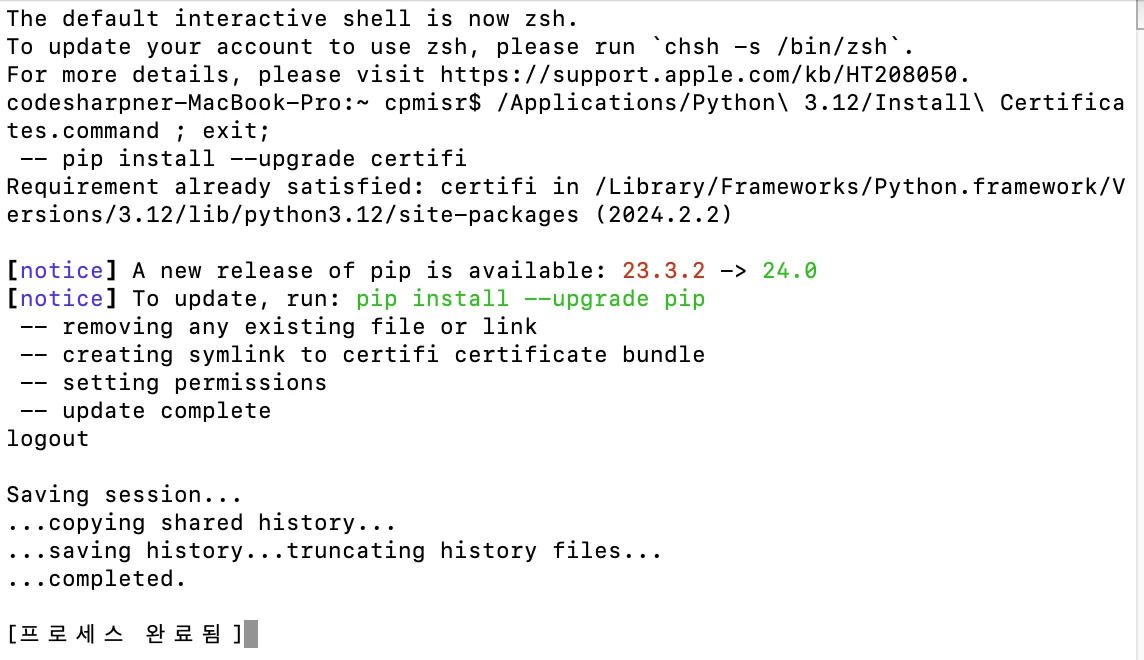 The default interactive shell is now zsh.
To update your account to use zsh, please run `chsh -s /bin/zsh`.
For more details, please visit https://support.apple.com/kb/HT208050.
codesharpner-MacBook-Pro:~ cpmisr$ /Applications/Python\ 3.12/Install\ Certifica
tes.command ; exit;
 -- pip install --upgrade certifi
Requirement already satisfied: certifi in /Library/Frameworks/Python.framework/V
ersions/3.12/lib/python3.12/site-packages (2024.2.2)

[notice] A new release of pip is available: 23.3.2 -> 24.0
[notice] To update, run: pip install --upgrade pip
 -- removing any existing file or link
 -- creating symlink to certifi certificate bundle
 -- setting permissions
 -- update complete
logout

Saving session...
...copying shared history...
...saving history...truncating history files...
...completed.

[프로세스 완료됨]